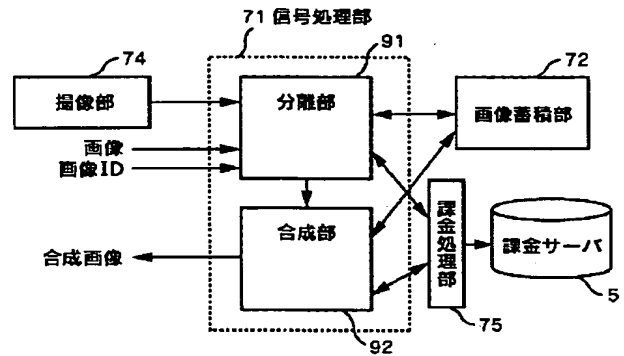 71 信号処理部
74
91
72
撮像部
分離部
画像蓄積部
画像
画像ID
合成部
課金処理部
課金サーバ
合成画像
5
92
75